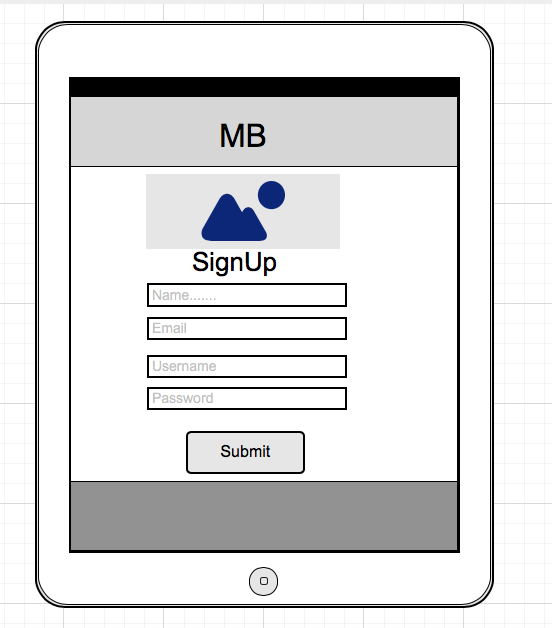 MB
SignUp
Name.......
Email
Username
Password
Submit